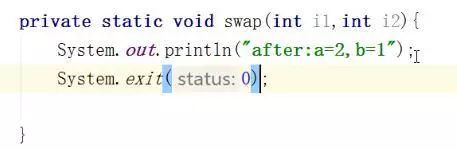 private static void swap(int i1,int i2){
System.out.println("after:a=2,b=1");
System.exit( status: 0);
}